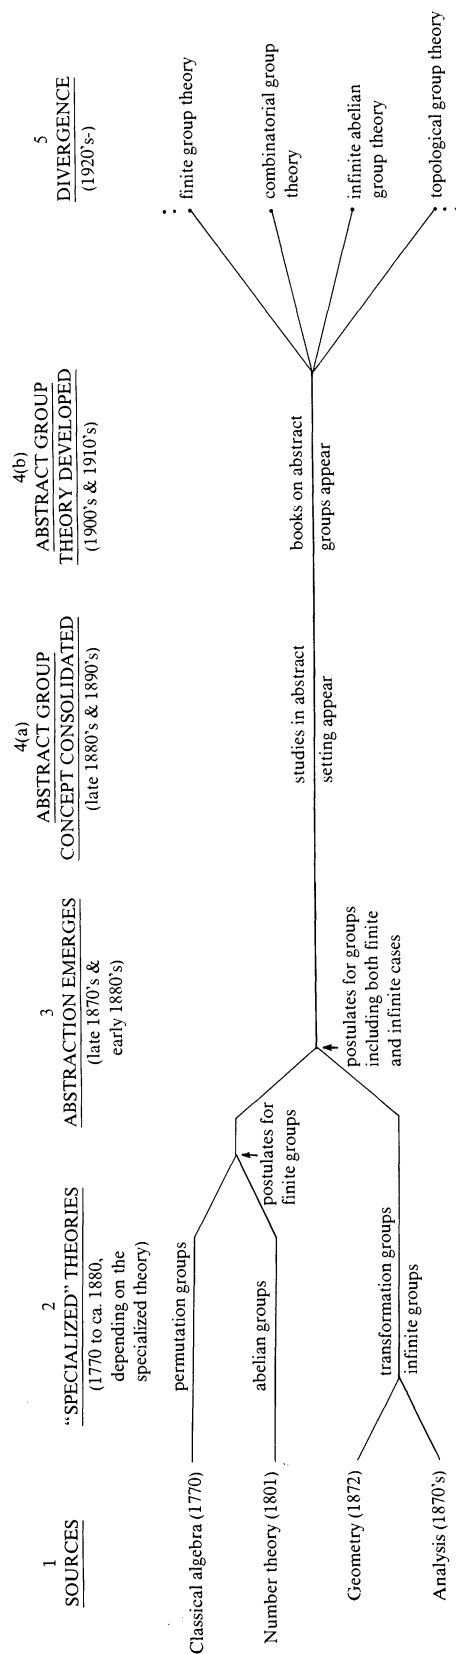 1
SOURCES
Classical algebra (1770)
Number theory (1801)
Geometry (1872)
Analysis (1870's)
2
“SPECIALIZED” THEORIES
(1770 to ca. 1880,
depending on the
specialized theory)
permutation groups
abelian groups
transformation groups
infinite groups
3
ABSTRACTION EMERGES
(late 1870's &
early 1880's)
postulates for
finite groups
postulates for groups
including both finite
and infinite cases
4(a)
ABSTRACT GROUP
CONCEPT CONSOLIDATED
(late 1880's & 1890's)
studies in abstract
setting appear
4(b)
ABSTRACT GROUP
THEORY DEVELOPED
(1900's & 1910's)
books on abstract
groups appear
5
DIVERGENCE
(1920's-)
finite group theory
combinatorial group
theory
infinite abelian
group theory
topological group theory